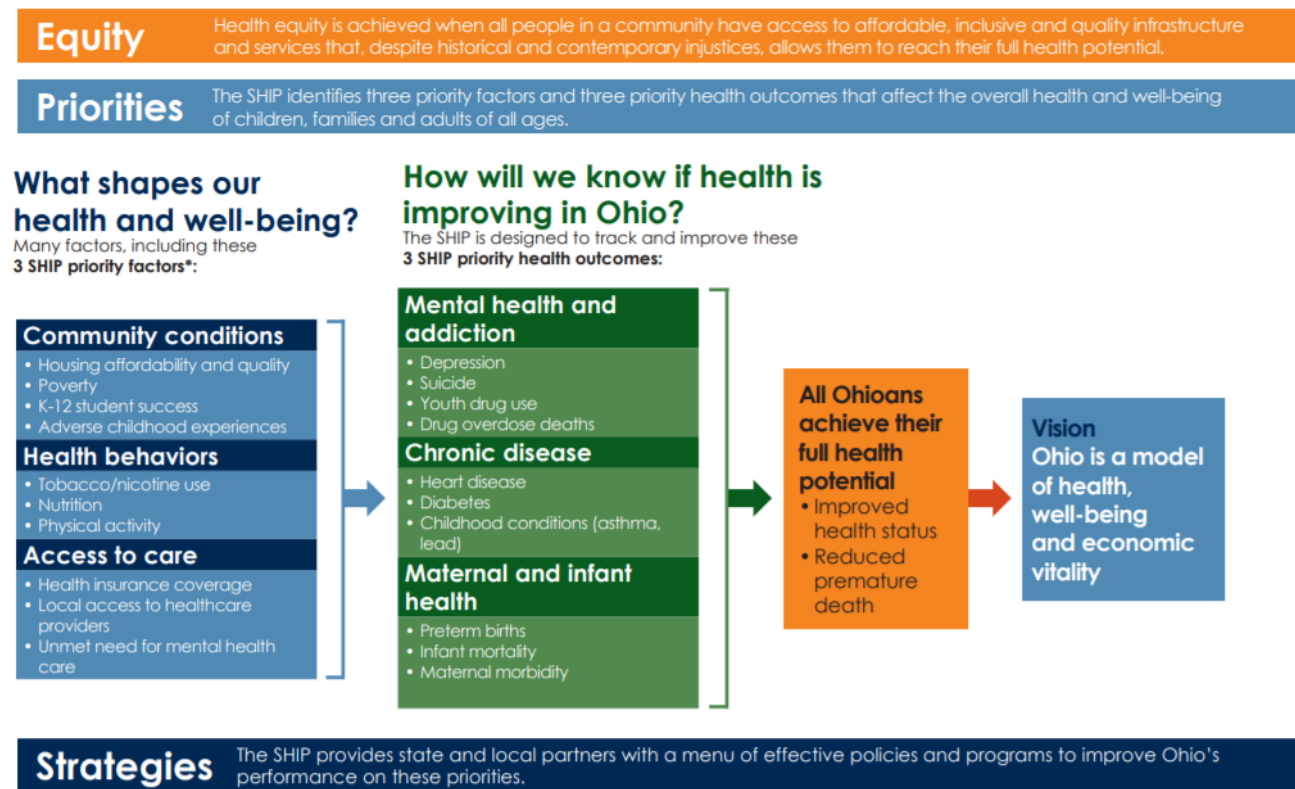 Equity
Health equity is achieved when all people in a community have access to affordable, inclusive and quality infrastructure
and services that, despite historical and contemporary injustices, allows them to reach their full health potential.
Priorities
The SHIP identifies three priority factors and three priority health outcomes that affect the overall health and well-being
of children, families and adults of all ages.
What shapes our
health and well-being?
Many factors, including these
3 SHIP priority factors*:
Community conditions
• Housing affordability and quality
• Poverty
• K-12 student success
• Adverse childhood experiences
Health behaviors
• Tobacco/nicotine use
• Nutrition
• Physical activity
Access to care
• Health insurance coverage
• Local access to healthcare
providers
• Unmet need for mental health
care
How will we know if health is
improving in Ohio?
The SHIP is designed to track and improve these
3 SHIP priority health outcomes:
Mental health and
addiction
• Depression
• Suicide
• Youth drug use
• Drug overdose deaths
Chronic disease
• Heart disease
• Diabetes
• Childhood conditions (asthma,
lead)
Maternal and infant
health
• Preterm births
• Infant mortality
• Maternal morbidity
All Ohioans
achieve their
full health
potential
• Improved
health status
• Reduced
premature
death
Vision
Ohio is a model
of health,
well-being
and economic
vitality
Strategies
The SHIP provides state and local partners with a menu of effective policies and programs to improve Ohio's
performance on these priorities.